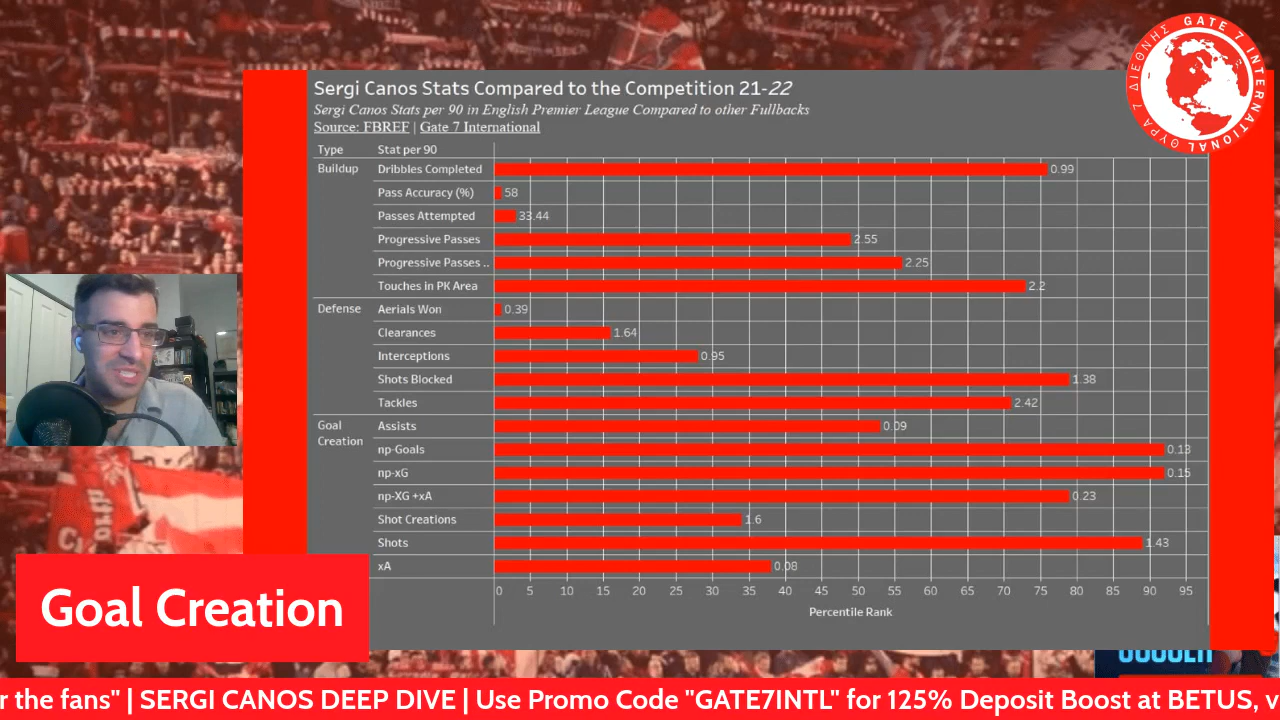 GATE 7 INTERNATIONAL
ΘΥΡΑ 7 ΔΙΕΘΝΗΣ
Sergi Canos Stats Compared to the Competition 21-22
Sergi Canos Stats per 90 in English Premier League Compared to other Fullbacks
Source: FBREF | Gate 7 International
Type Stat per 90
Buildup Dribbles Completed 0.99
Pass Accuracy (%) 58
Passes Attempted 33.44
Progressive Passes 2.55
Progressive Passes .. 2.25
Touches in PK Area 2.2
Defense Aerials Won 0.39
Clearances 1.64
Interceptions 0.95
Shots Blocked 1.38
Tackles 2.42
Goal Creation Assists 0.09
np-Goals 0.13
np-xG 0.15
np-XG +xA 0.23
Shot Creations 1.6
Shots 1.43
xA 0.08
0 5 10 15 20 25 30 35 40 45 50 55 60 65 70 75 80 85 90 95
Percentile Rank
Goal Creation
r the fans" | SERGI CANOS DEEP DIVE | Use Promo Code "GATE7INTL" for 125% Deposit Boost at BETUS, v